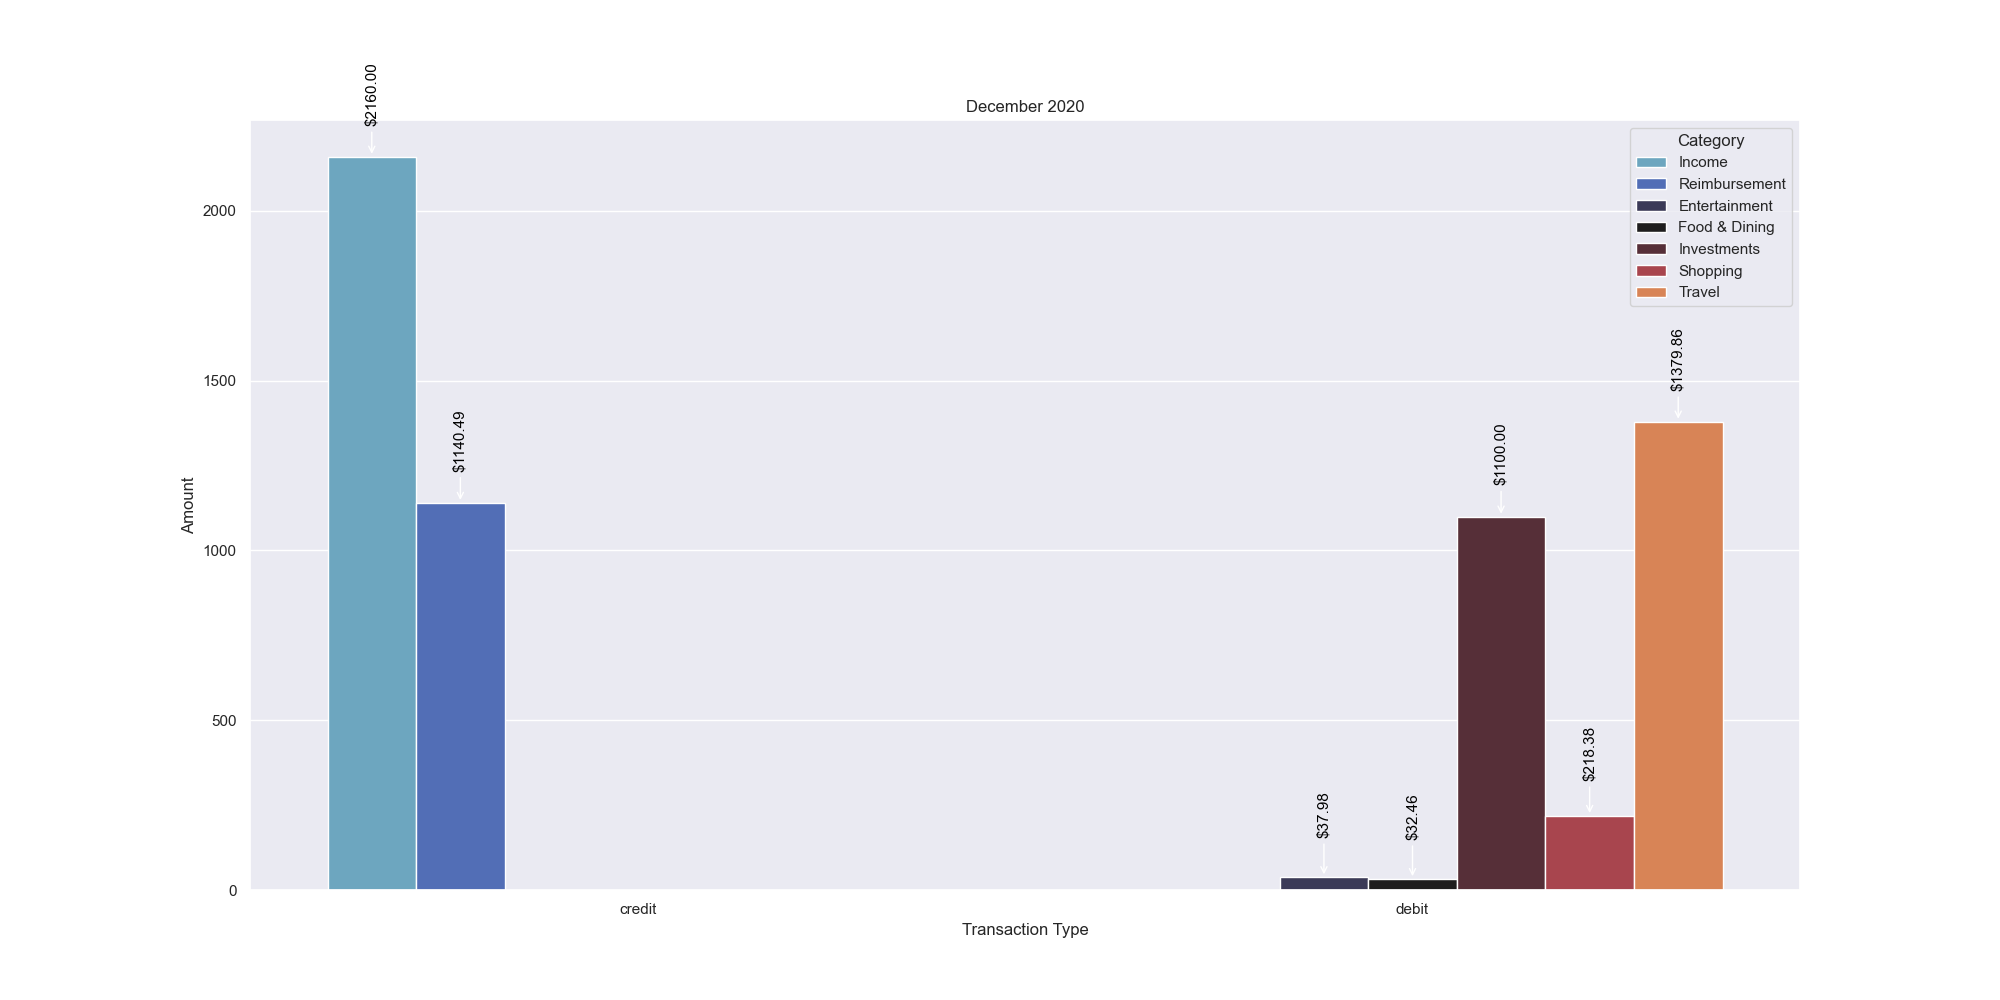 December 2020
$2160.00
$1140.49
$37.98
$32.46
$1100.00
$218.38
$1379.86
Category
Income
Reimbursement
Entertainment
Food & Dining
Investments
Shopping
Travel
Amount
2000
1500
1000
500
0
credit
debit
Transaction Type